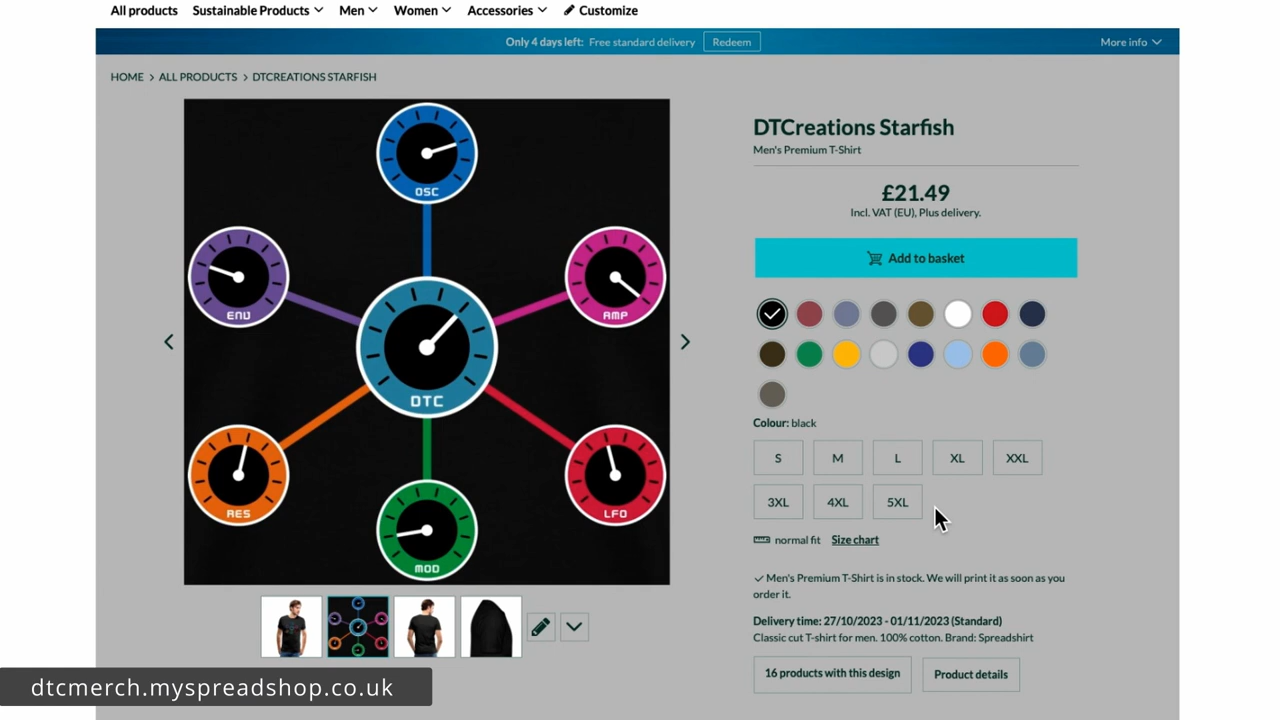 All products Sustainable Products Men Women Accessories Customize
Only 4 days left: Free standard delivery Redeem More info
HOME > ALL PRODUCTS > DTCREATIONS STARFISH
OSC
ENV
AMP
DTC
RES
LFO
MOD
DTCreations Starfish
Men's Premium T-Shirt
£21.49
Incl. VAT (EU), Plus delivery.
Add to basket
Colour: black
S M L XL XXL
3XL 4XL 5XL
normal fit Size chart
Men's Premium T-Shirt is in stock. We will print it as soon as you
order it.
Delivery time: 27/10/2023 - 01/11/2023 (Standard)
Classic cut T-shirt for men. 100% cotton. Brand: Spreadshirt
16 products with this design Product details
dtcmerch.myspreadshop.co.uk